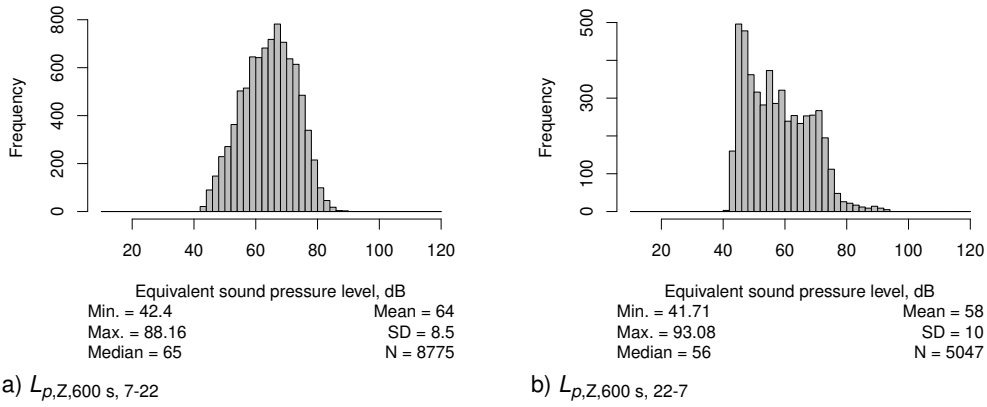 Frequency
0 200 400 600 800
20 40 60 80 100 120
Equivalent sound pressure level, dB
Min. = 42.4 Mean = 64
Max. = 88.16 SD = 8.5
Median = 65 N = 8775
a) Lp,Z,600 s, 7-22
Frequency
0 100 300 500
20 40 60 80 100 120
Equivalent sound pressure level, dB
Min. = 41.71 Mean = 58
Max. = 93.08 SD = 10
Median = 56 N = 5047
b) Lp,Z,600 s, 22-7